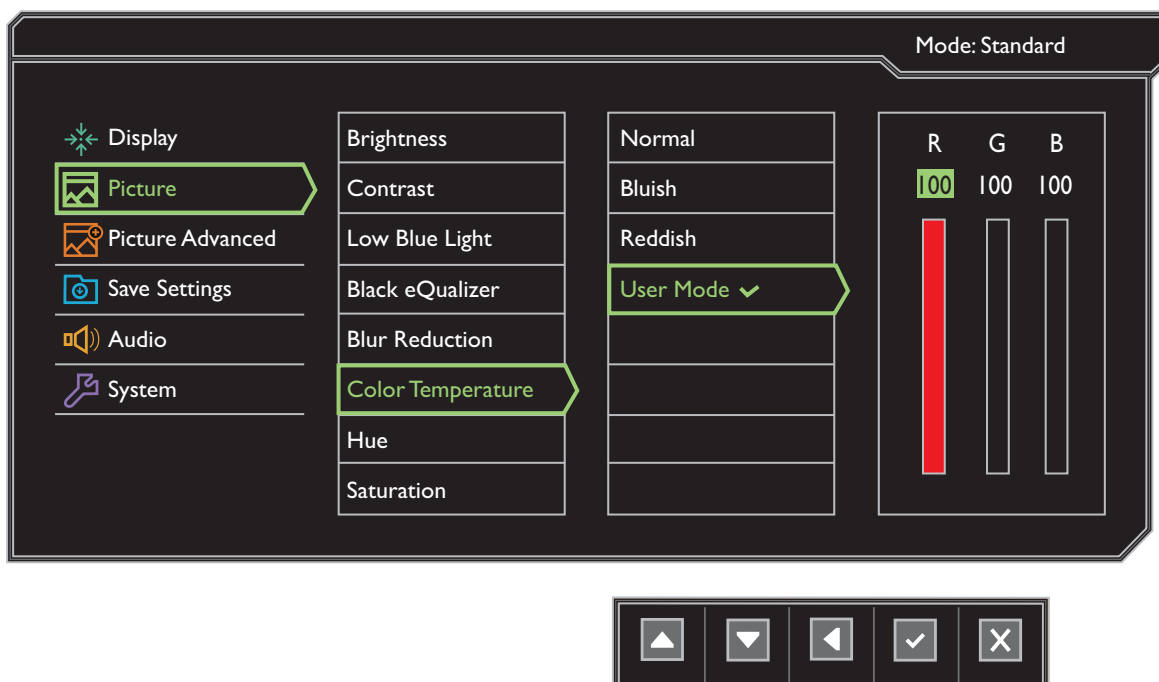 Mode: Standard
Display
Picture
Picture Advanced
Save Settings
Audio
System
Brightness
Contrast
Low Blue Light
Black eQualizer
Blur Reduction
Color Temperature
Hue
Saturation
Normal
Bluish
Reddish
User Mode
R G B
100 100 100